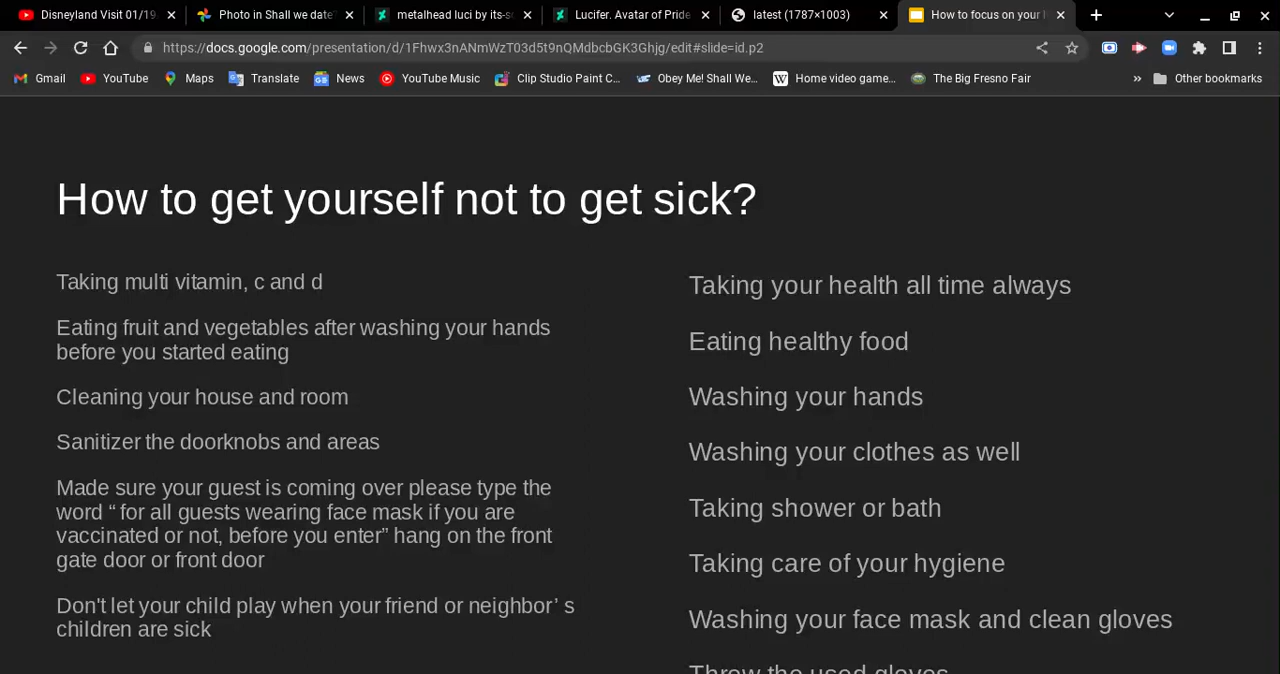 Disneyland Visit 01/19
Photo in Shall we date?
metalhead luci by its-s
Lucifer. Avatar of Pride
latest (1787×1003)
How to focus on your
https://docs.google.com/presentation/d/1Fhwx3nANmWzT03d5t9nQMdbcbGK3Ghjg/edit#slide=id.p2
Gmail
YouTube
Maps
Translate
News
YouTube Music
Clip Studio Paint C...
Obey Me! Shall We...
W
Home video game...
The Big Fresno Fair
»
Other bookmarks
How to get yourself not to get sick?
Taking multi vitamin, c and d
Eating fruit and vegetables after washing your hands
before you started eating
Cleaning your house and room
Sanitizer the doorknobs and areas
Made sure your guest is coming over please type the
word “ for all guests wearing face mask if you are
vaccinated or not, before you enter” hang on the front
gate door or front door
Don't let your child play when your friend or neighbor’ s
children are sick
Taking your health all time always
Eating healthy food
Washing your hands
Washing your clothes as well
Taking shower or bath
Taking care of your hygiene
Washing your face mask and clean gloves
Throw the used gloves